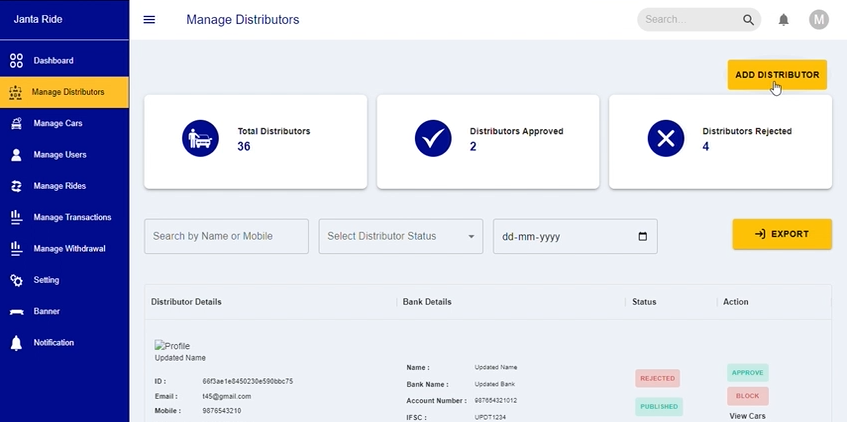 Janta Ride
Manage Distributors
Search...
M
Dashboard
Manage Distributors
Manage Cars
Manage Users
Manage Rides
Manage Transactions
Manage Withdrawal
Setting
Banner
Notification
ADD DISTRIBUTOR
Total Distributors
36
Distributors Approved
2
Distributors Rejected
4
Search by Name or Mobile
Select Distributor Status
dd-mm-yyyy
EXPORT
Distributor Details
Bank Details
Status
Action
Profile
Updated Name
ID : 66f3ae1e8450230e590bbc75
Email : t45@gmail.com
Mobile : 9876543210
Name : Updated Name
Bank Name : Updated Bank
Account Number : 987654321012
IFSC : UPDT1234
REJECTED
PUBLISHED
APPROVE
BLOCK
View Cars